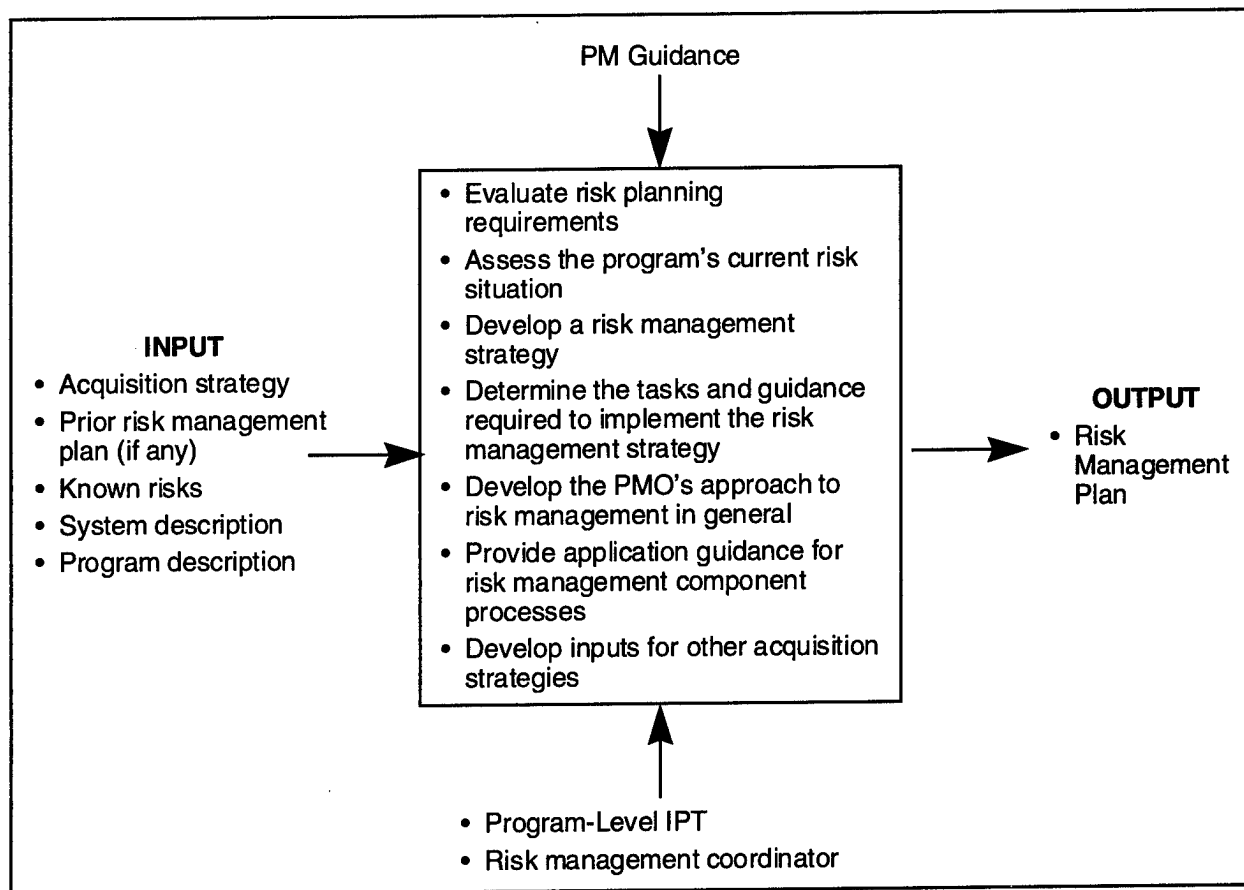 PM Guidance
• Evaluate risk planning
requirements
• Assess the program's current risk
situation
• Develop a risk management
strategy
• Determine the tasks and guidance
required to implement the risk
management strategy
• Develop the PMO's approach to
risk management in general
• Provide application guidance for
risk management component
processes
• Develop inputs for other acquisition
strategies
INPUT
• Acquisition strategy
• Prior risk management
plan (if any)
• Known risks
• System description
• Program description
OUTPUT
• Risk
Management
Plan
• Program-Level IPT
• Risk management coordinator